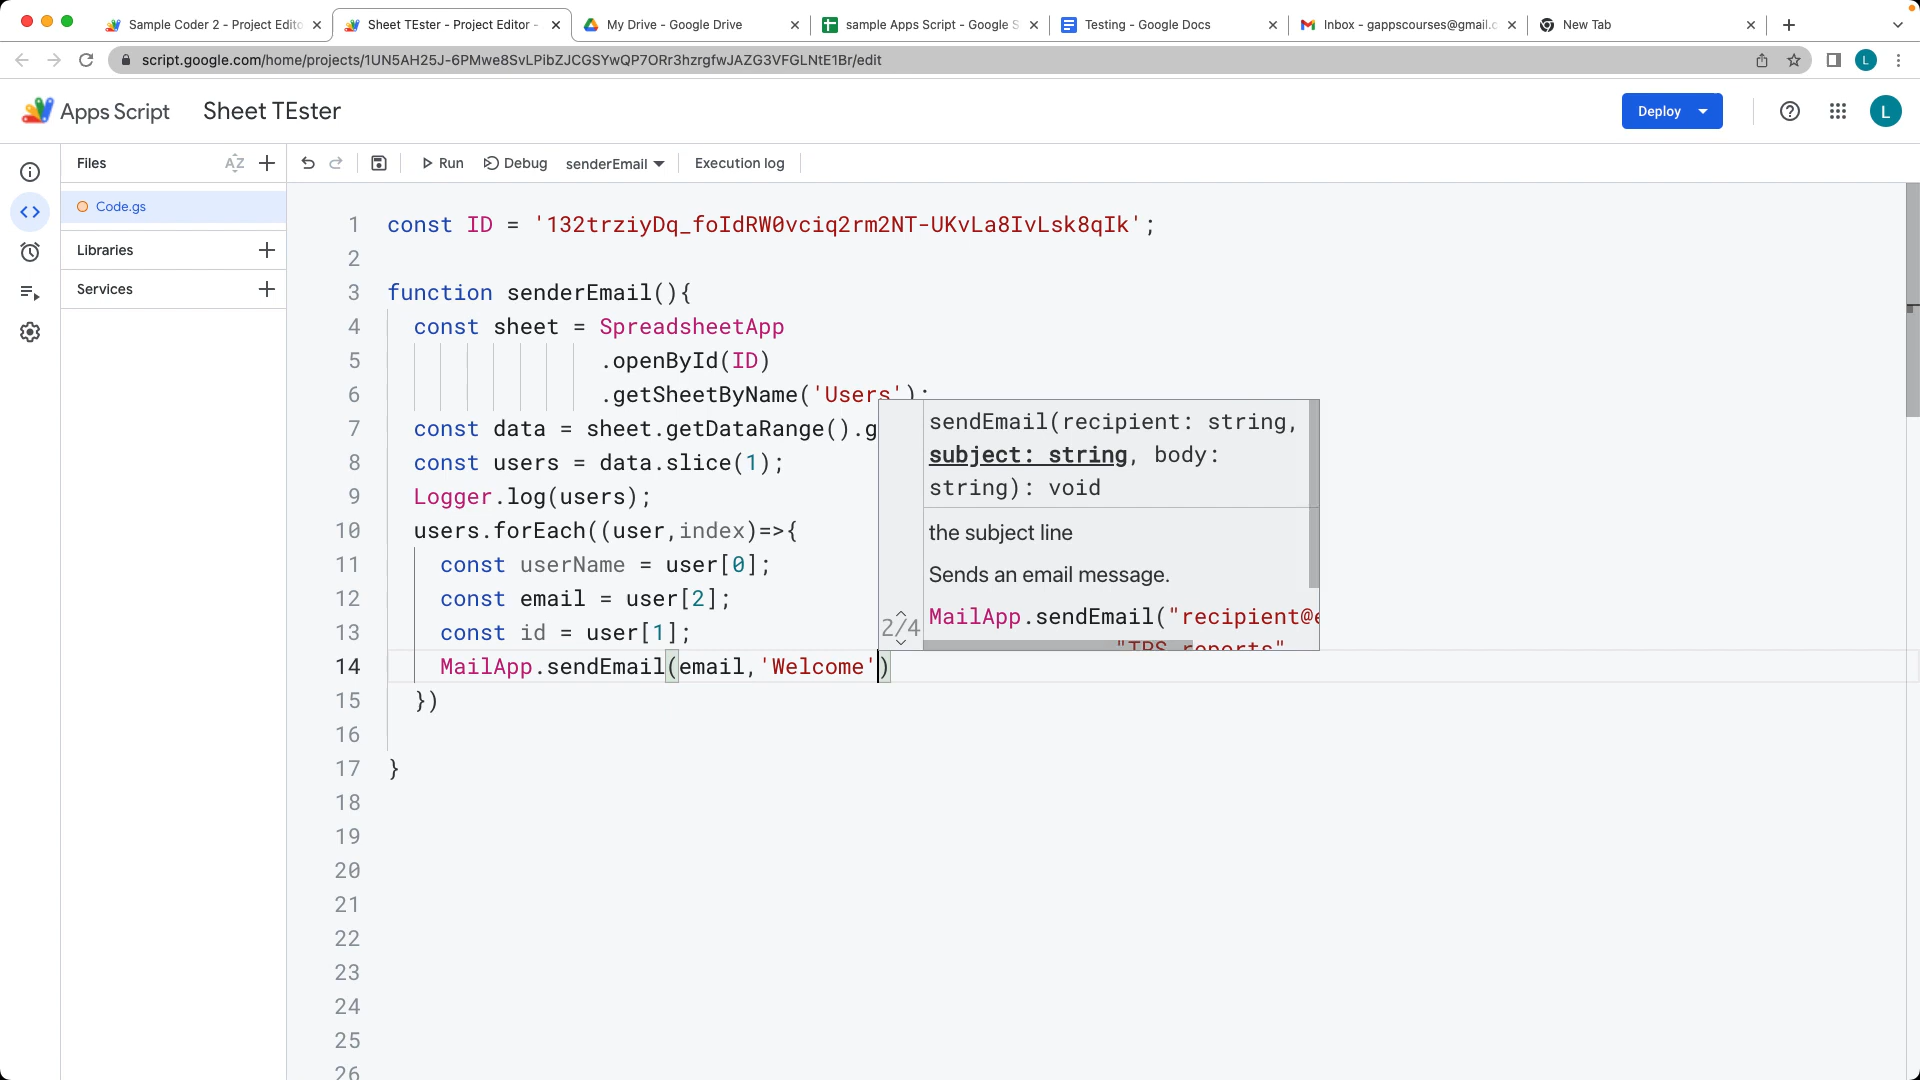 Sample Coder 2 - Project Edito
Sheet TEster - Project Editor -
My Drive - Google Drive
sample Apps Script - Google S
Testing - Google Docs
Inbox - gappscourses@gmail.c
New Tab
script.google.com/home/projects/1UN5AH25J-6PMwe8SvLPibZJCGSYwQP7ORr3hzrgfwJAZG3VFGLNtE1Br/edit
L
Apps Script
Sheet TEster
Deploy
L
Files
AZ
Run
Debug
senderEmail
Execution log
Code.gs
Libraries
Services
1 const ID = '132trziyDq_foIdRW0vciq2rm2NT-UKvLa8IvLsk8qIk';
2
3 function senderEmail(){
4 const sheet = SpreadsheetApp
5 .openById(ID)
6 .getSheetByName('Users');
7 const data = sheet.getDataRange().g
8 const users = data.slice(1);
9 Logger.log(users);
10 users.forEach((user,index)=>{
11 const userName = user[0];
12 const email = user[2];
13 const id = user[1];
14 MailApp.sendEmail(email,'Welcome')
15 })
16
17 }
18
19
20
21
22
23
24
25
26
sendEmail(recipient: string,
subject: string, body:
string): void
the subject line
Sends an email message.
2/4
MailApp.sendEmail("recipient@e
"TPS reports"